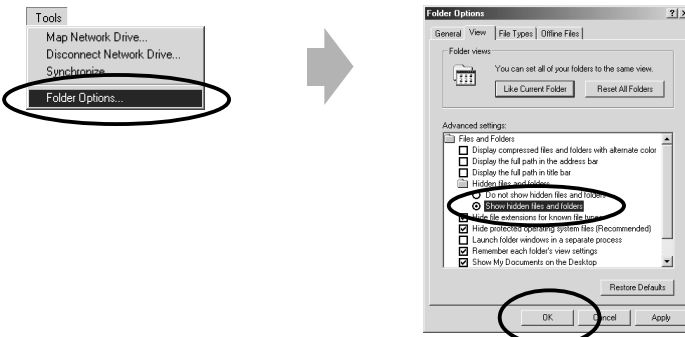 Tools
Map Network Drive...
Disconnect Network Drive...
Synchronize...
Folder Options...
Folder Options
General View File Types Offline Files
Folder views
You can set all of your folders to the same view.
Like Current Folder Reset All Folders
Advanced settings:
Files and Folders
Display compressed files and folders with alternate color
Display the full path in the address bar
Display the full path in title bar
Hidden files and folders
Do not show hidden files and folders
Show hidden files and folders
Hide file extensions for known file types
Hide protected operating system files (Recommended)
Launch folder windows in a separate process
Remember each folder's view settings
Show My Documents on the Desktop
Restore Defaults
OK Cancel Apply